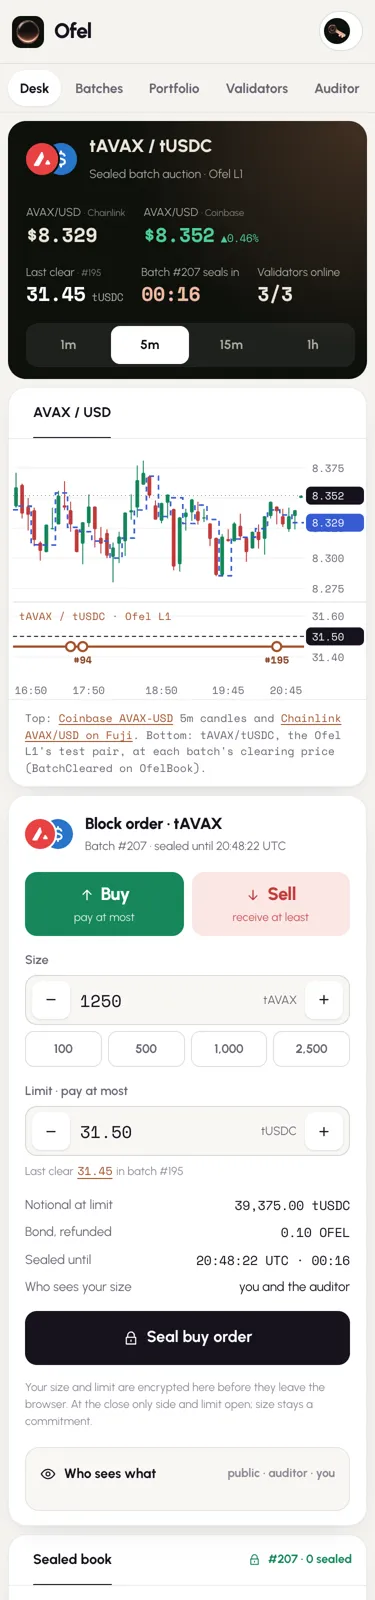 Ofel
Desk Batches Portfolio Validators Auditor
tAVAX / tUSDC
Sealed batch auction · Ofel L1
AVAX/USD Chainlink AVAX/USD · Coinbase
$8.329 $8.352 ▲0.46%
Last clear · #195 Batch #207 seals in Validators online
31.45 tUSDC 00:16 3/3
1m 5m 15m 1h
AVAX / USD
8.375
8.352
8.329
8.300
8.275
tAVAX / tUSDC · Ofel L1
31.60
31.50
31.40
#94 #195
16:50 17:50 18:50 19:45 20:45
Top: Coinbase AVAX-USD 5m candles and Chainlink
AVAX/USD on Fuji. Bottom: tAVAX/tUSDC, the Ofel
L1's test pair, at each batch's clearing price
(BatchCleared on OfelBook).
Block order · tAVAX
Batch #207 · sealed until 20:48:22 UTC
↑ Buy
pay at most
↓ Sell
receive at least
Size
− 1250 tAVAX +
100 500 1,000 2,500
Limit · pay at most
− 31.50 tUSDC +
Last clear 31.45 in batch #195
Notional at limit 39,375.00 tUSDC
Bond, refunded 0.10 OFEL
Sealed until 20:48:22 UTC · 00:16
Who sees your size you and the auditor
Seal buy order
Your size and limit are encrypted here before they leave the
browser. At the close only side and limit open; size stays a
commitment.
Who sees what public · auditor · you
Sealed book #207 · 0 sealed